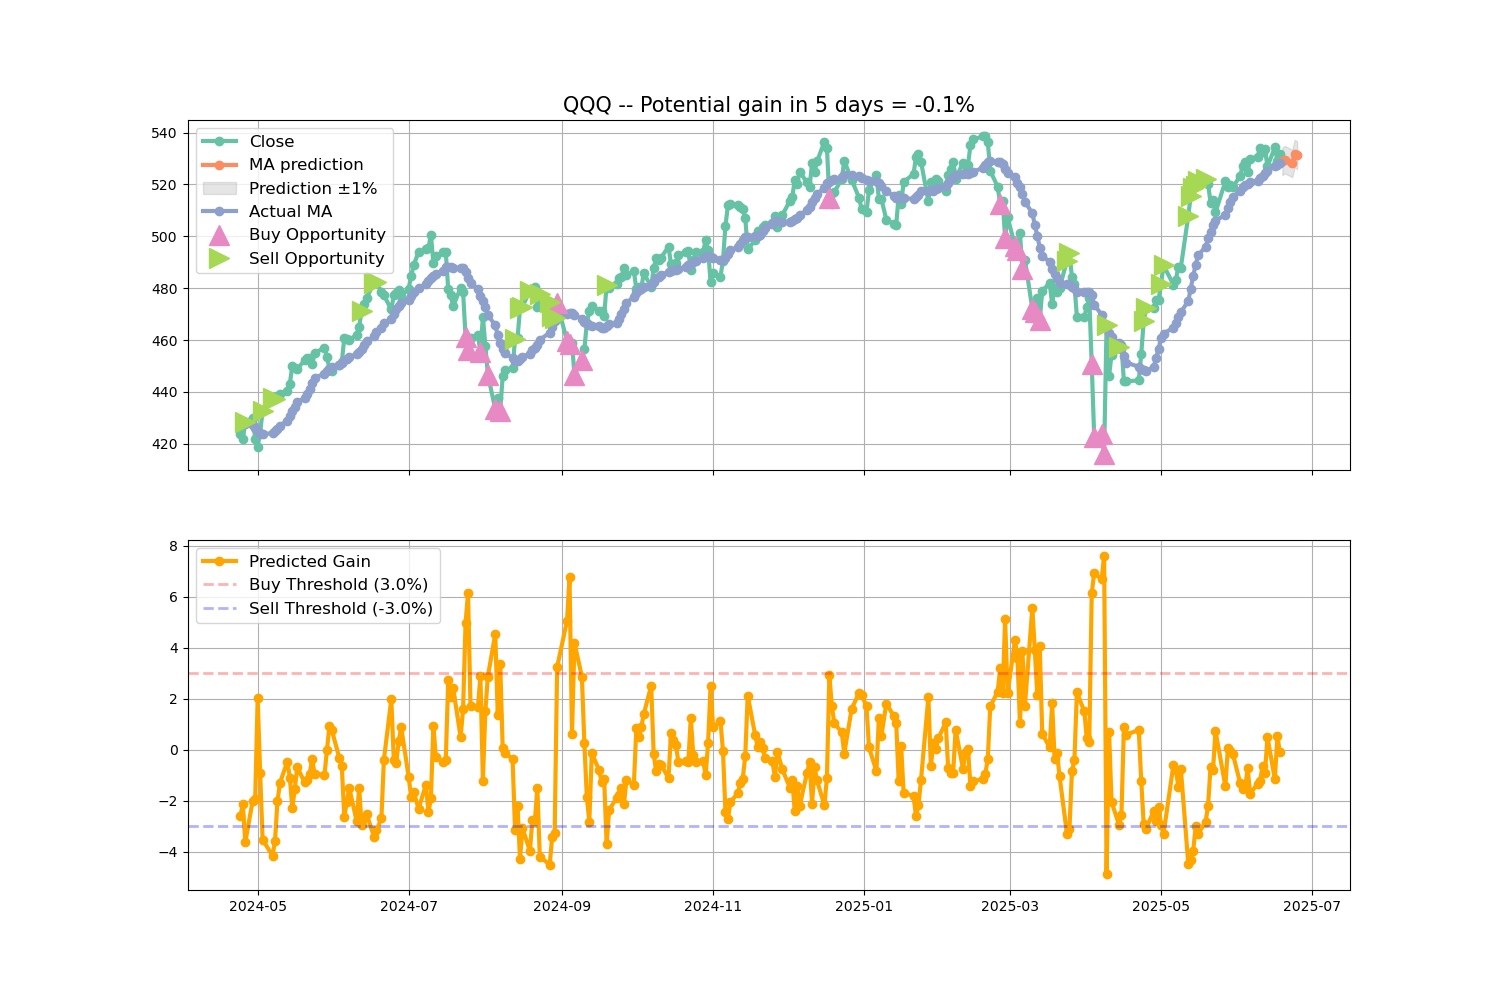 QQQ -- Potential gain in 5 days = -0.1%
540
520
500
480
460
440
420
Close
MA prediction
Prediction ±1%
Actual MA
Buy Opportunity
Sell Opportunity
8
6
4
2
0
−2
−4
Predicted Gain
Buy Threshold (3.0%)
Sell Threshold (-3.0%)
2024-05
2024-07
2024-09
2024-11
2025-01
2025-03
2025-05
2025-07